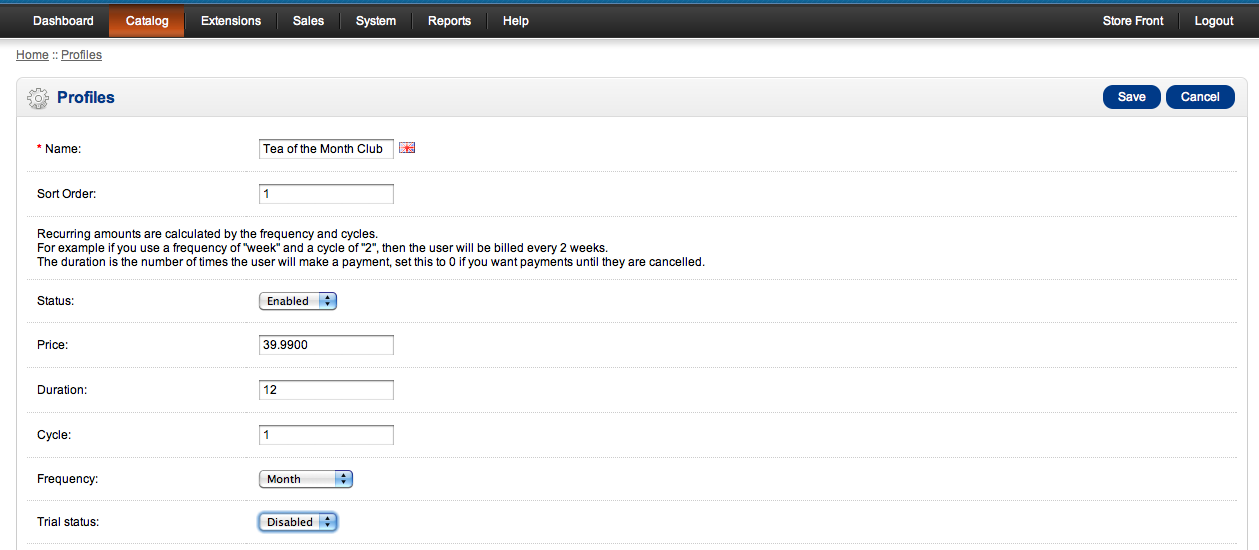 Dashboard Catalog Extensions Sales System Reports Help Store Front Logout
Home :: Profiles
Profiles Save Cancel
* Name: Tea of the Month Club
Sort Order: 1
Recurring amounts are calculated by the frequency and cycles.
For example if you use a frequency of "week" and a cycle of "2", then the user will be billed every 2 weeks.
The duration is the number of times the user will make a payment, set this to 0 if you want payments until they are cancelled.
Status: Enabled
Price: 39.9900
Duration: 12
Cycle: 1
Frequency: Month
Trial status: Disabled